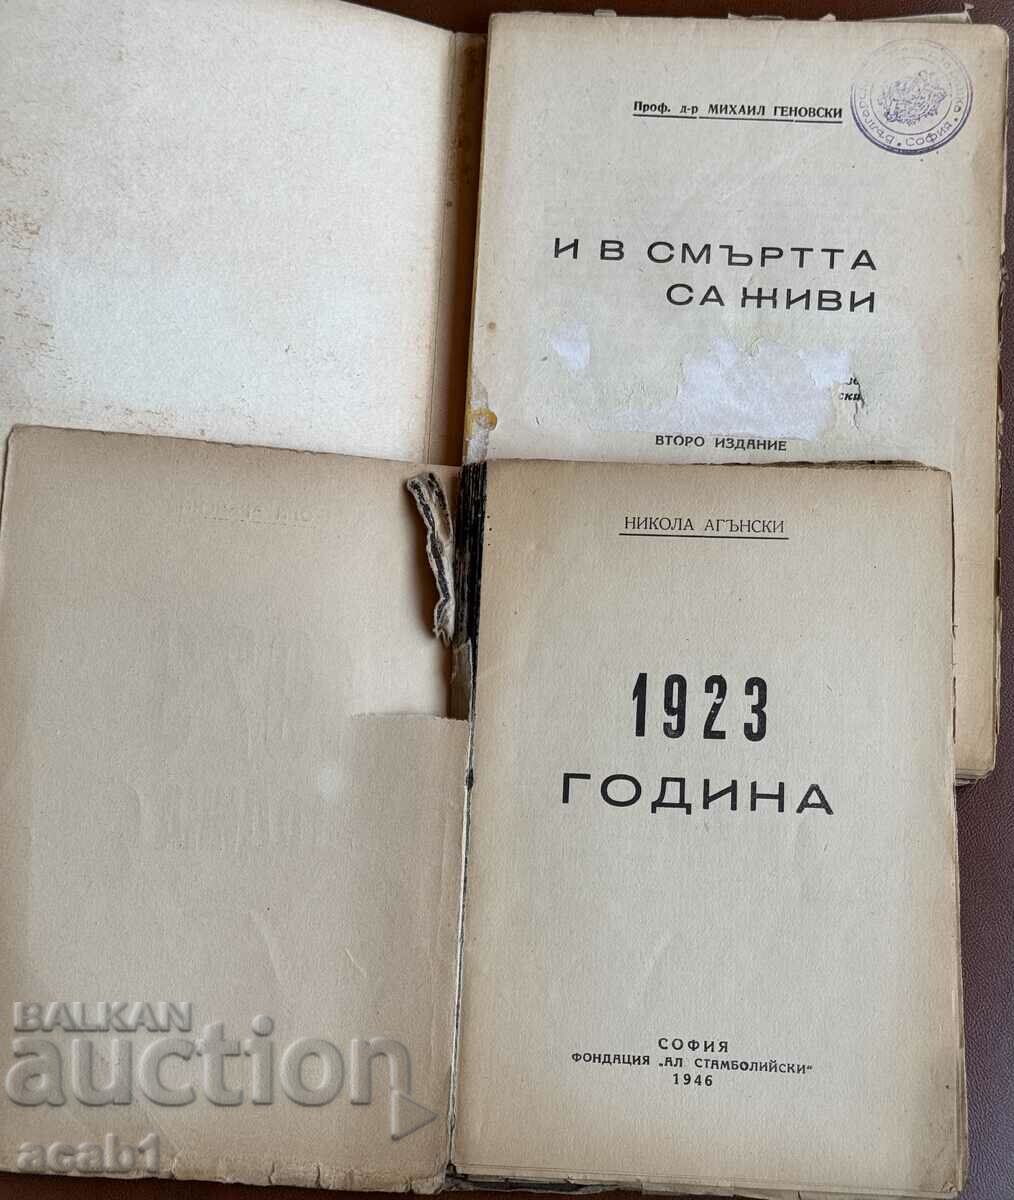 Проф. д-р МИХАИЛ ГЕНОВСКИ
СОФИЯ
И В СМЪРТТА
СА ЖИВИ
ски
ВТОРО ИЗДАНИЕ
НИКОЛА АГЪНСКИ
1923
ГОДИНА
СОФИЯ
ФОНДАЦИЯ „АЛ СТАМБОЛИЙСКИ"
1946
BALKAN
auction
acab1